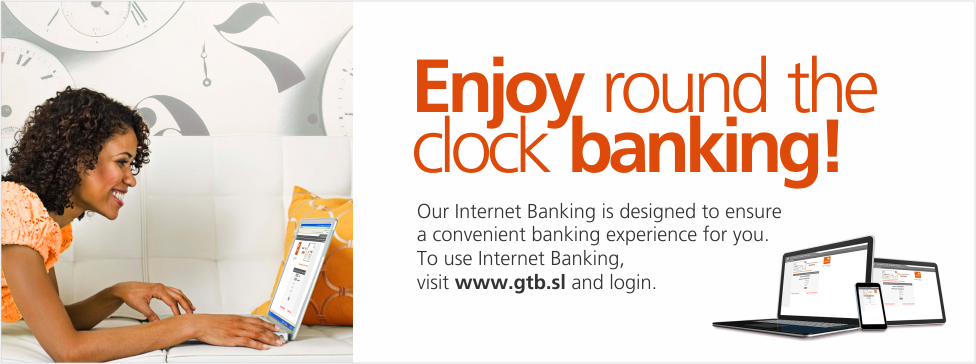 Enjoy round the
clock banking!
Our Internet Banking is designed to ensure
a convenient banking experience for you.
To use Internet Banking,
visit www.gtb.sl and login.